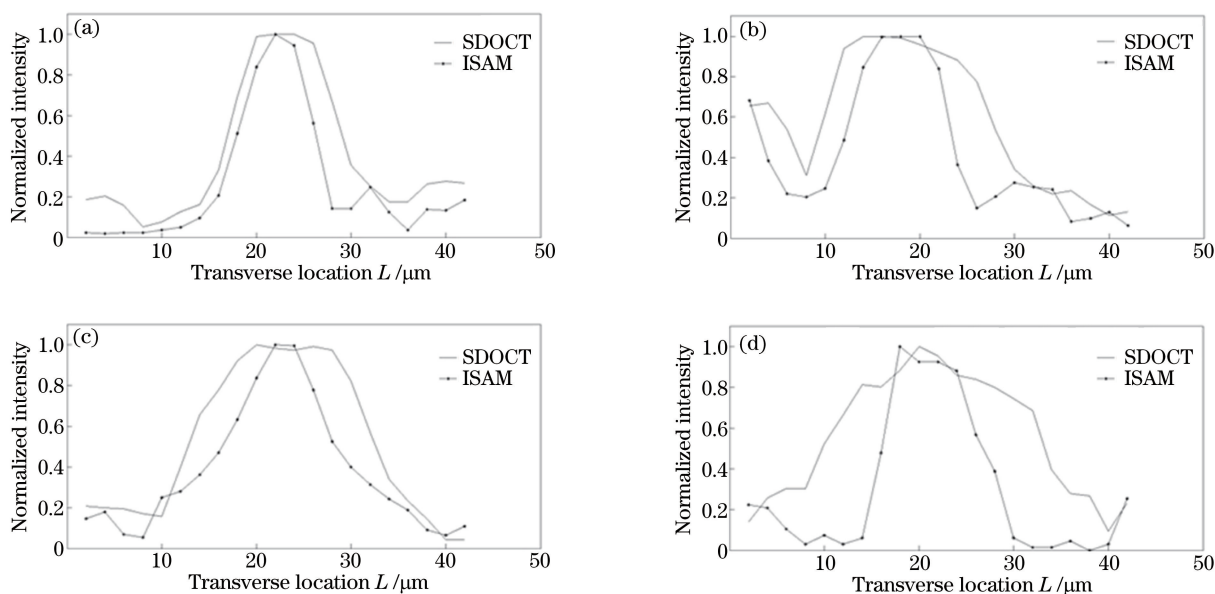 (a)
SDOCT
ISAM
Normalized intensity
1.0
0.8
0.6
0.4
0.2
0
10
20
30
40
50
Transverse location L /μm
(b)
SDOCT
ISAM
Normalized intensity
1.0
0.8
0.6
0.4
0.2
0
10
20
30
40
50
Transverse location L /μm
(c)
SDOCT
ISAM
Normalized intensity
1.0
0.8
0.6
0.4
0.2
0
10
20
30
40
50
Transverse location L /μm
(d)
SDOCT
ISAM
Normalized intensity
1.0
0.8
0.6
0.4
0.2
0
10
20
30
40
50
Transverse location L /μm